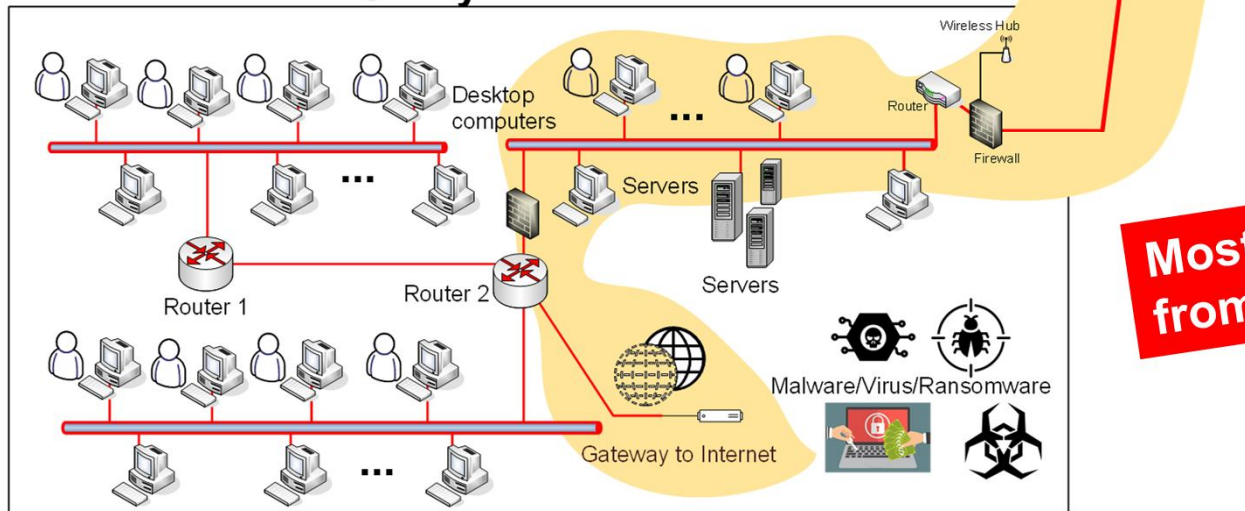 Wireless Hub
Desktop
computers
...
Router
Firewall
...
Servers
Servers
Router 1
Router 2
Malware/Virus/Ransomware
Gateway to Internet
...
Most
from